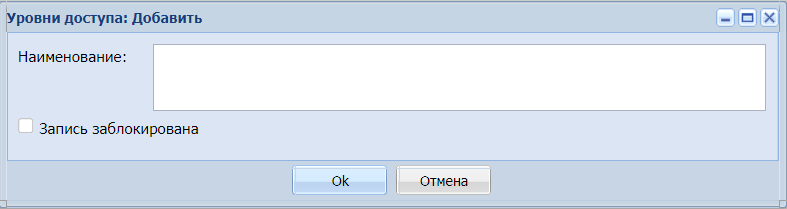 Уровни доступа: Добавить
Наименование:
Запись заблокирована
Ok Отмена